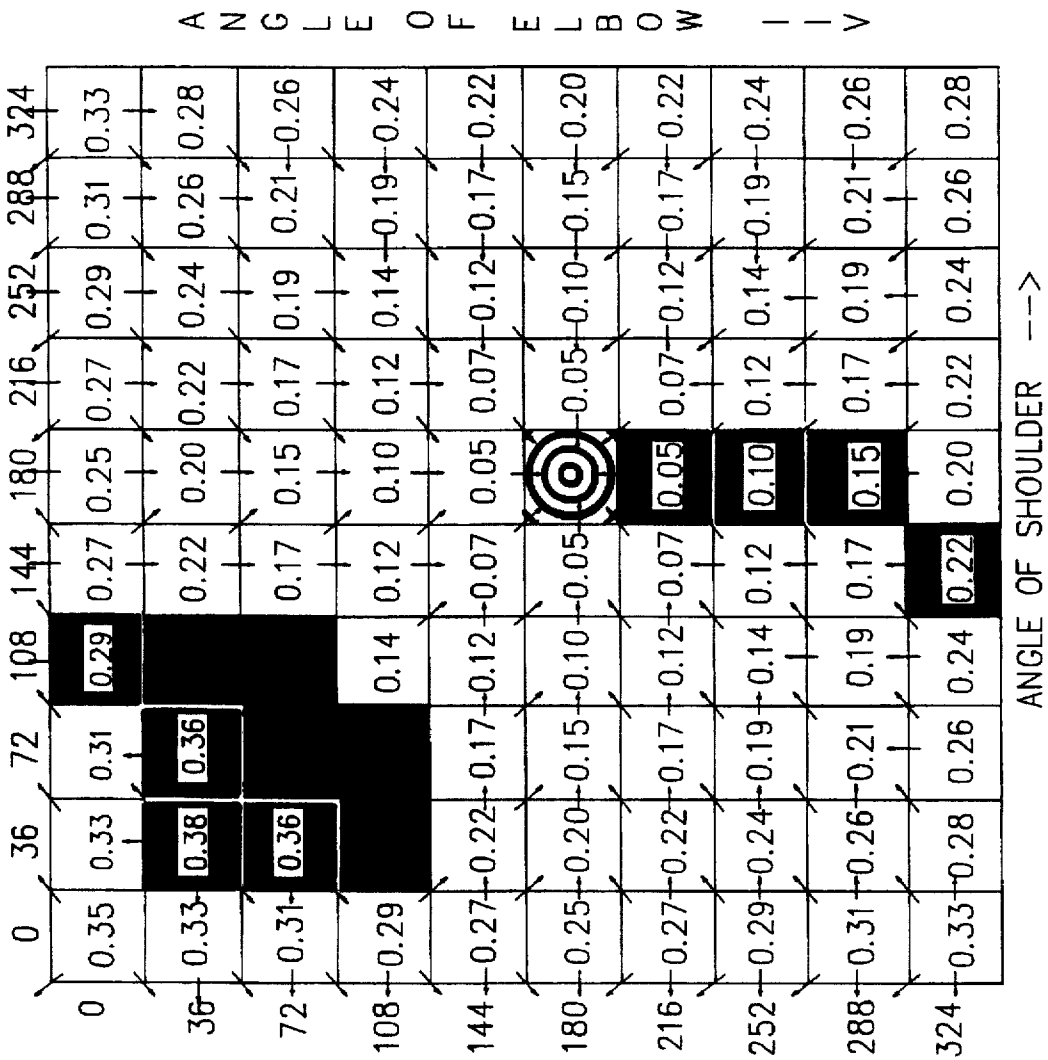 0 36 72 108 144 180 216 252 288 324
0 0.35 0.33 0.31 0.29 0.27 0.25 0.27 0.29 0.31 0.33
36 0.33 0.38 0.36 0.22 0.20 0.22 0.24 0.26 0.28
72 0.31 0.36 0.17 0.15 0.17 0.19 0.21 0.26
108 0.29 0.14 0.12 0.10 0.12 0.14 0.19 0.24
144 0.27 0.22 0.17 0.12 0.07 0.05 0.07 0.12 0.17 0.22
180 0.25 0.20 0.15 0.10 0.05 0.05 0.10 0.15 0.20
216 0.27 0.22 0.17 0.12 0.07 0.05 0.07 0.12 0.17 0.22
252 0.29 0.24 0.19 0.14 0.12 0.10 0.12 0.14 0.19 0.24
288 0.31 0.26 0.21 0.19 0.17 0.15 0.17 0.19 0.21 0.26
324 0.33 0.28 0.26 0.24 0.22 0.20 0.22 0.24 0.26 0.28
ANGLE OF SHOULDER -->
ANGLE OF ELBOW ||V